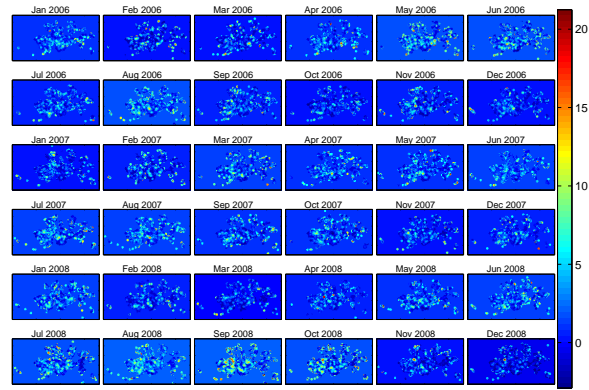 Jan 2006 Feb 2006 Mar 2006 Apr 2006 May 2006 Jun 2006
20
Jul 2006 Aug 2006 Sep 2006 Oct 2006 Nov 2006 Dec 2006
15
Jan 2007 Feb 2007 Mar 2007 Apr 2007 May 2007 Jun 2007
10
Jul 2007 Aug 2007 Sep 2007 Oct 2007 Nov 2007 Dec 2007
5
Jan 2008 Feb 2008 Mar 2008 Apr 2008 May 2008 Jun 2008
Jul 2008 Aug 2008 Sep 2008 Oct 2008 Nov 2008 Dec 2008
0